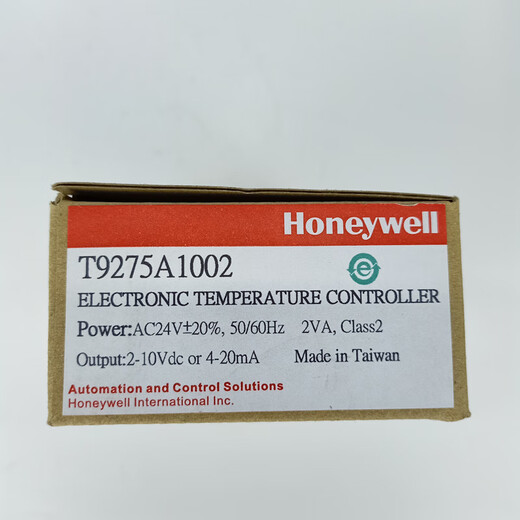 Honeywell
T9275A1002
ELECTRONIC TEMPERATURE CONTROLLER
Power:AC24V±20%, 50/60Hz 2VA, Class2
Output:2-10Vdc or 4-20mA Made in Taiwan
Automation and Control Solutions
Honeywell International Inc.